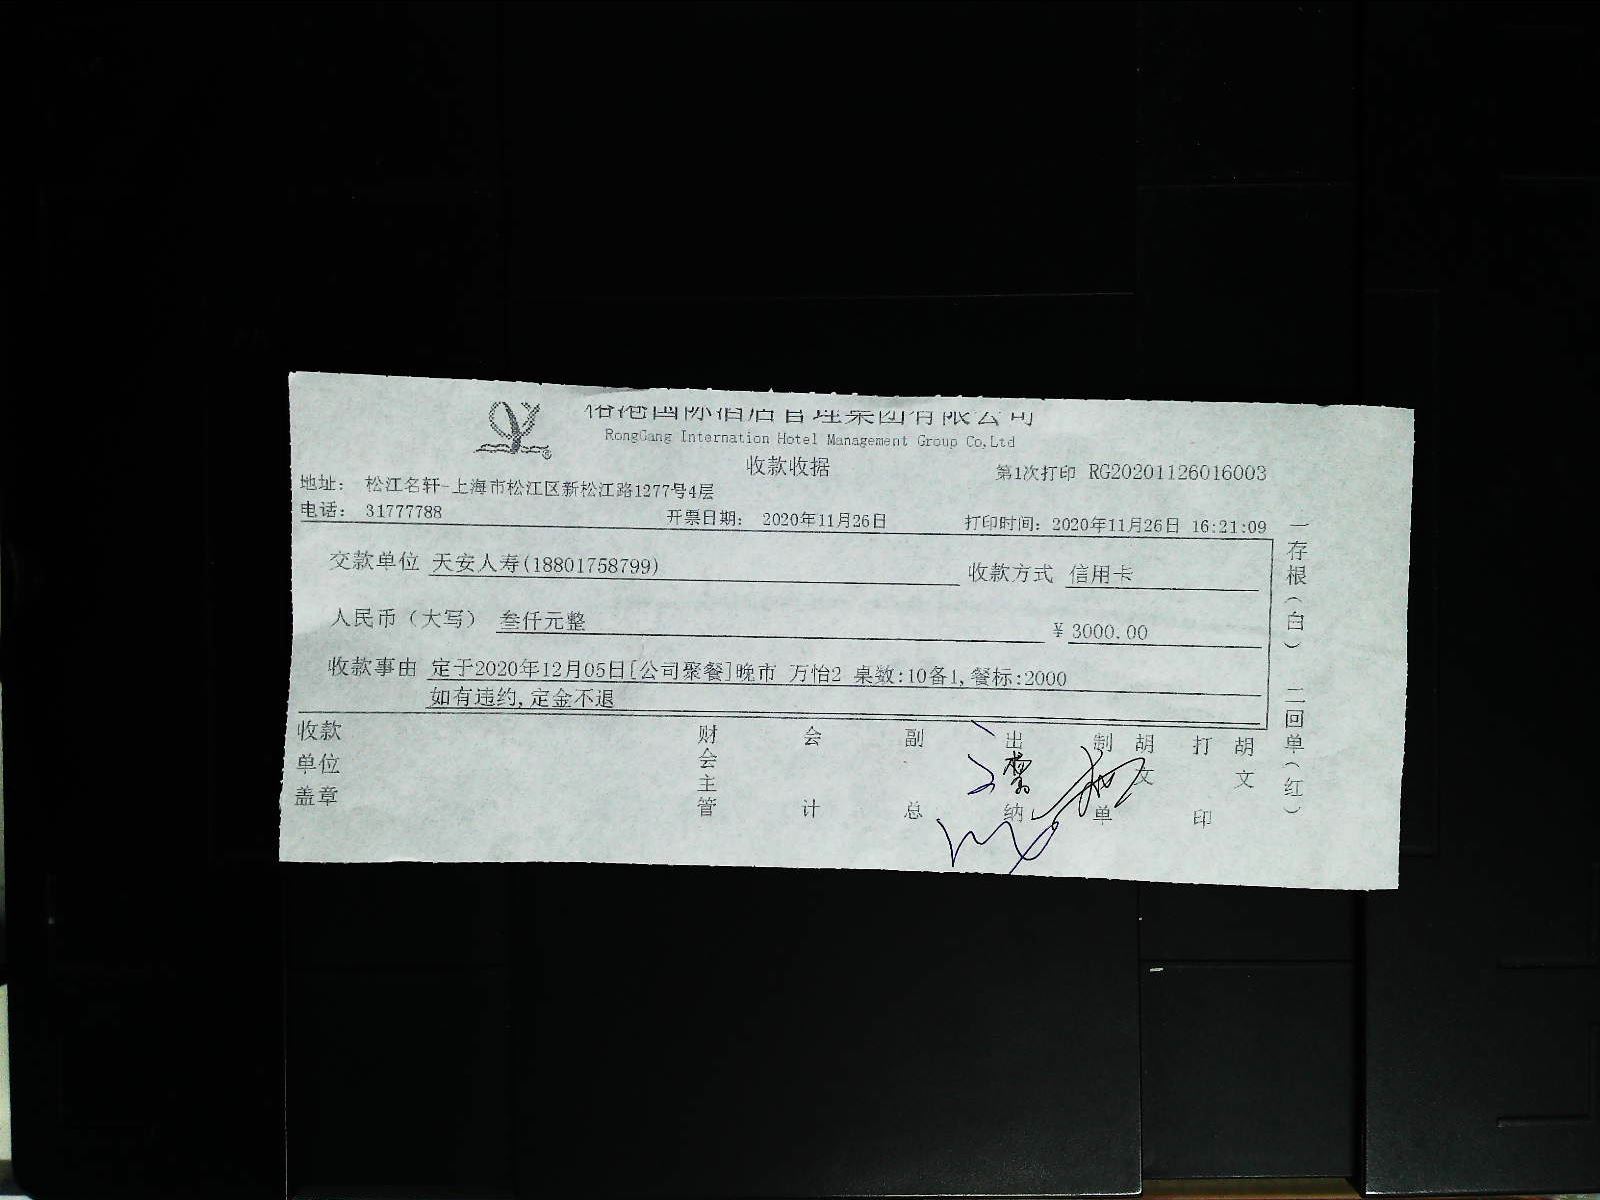 榕港国际酒店管理集团有限公司
RongGang Internation Hotel Management Group Co,Ltd
收款收据
第1次打印 RG20201126016003
地址: 松江名轩-上海市松江区新松江路1277号4层
电话: 31777788 开票日期: 2020年11月26日 打印时间: 2020年11月26日 16:21:09
交款单位 天安人寿(18801758799) 收款方式 信用卡
人民币(大写) 叁仟元整 ¥ 3000.00
收款事由 定于2020年12月05日[公司聚餐]晚市 万怡2 桌数:10备1,餐标:2000
如有违约,定金不退
收款单位盖章 财会主管 会计 副总 出纳 制单 胡文 打印 胡文
一存根(白) 二回单(红)